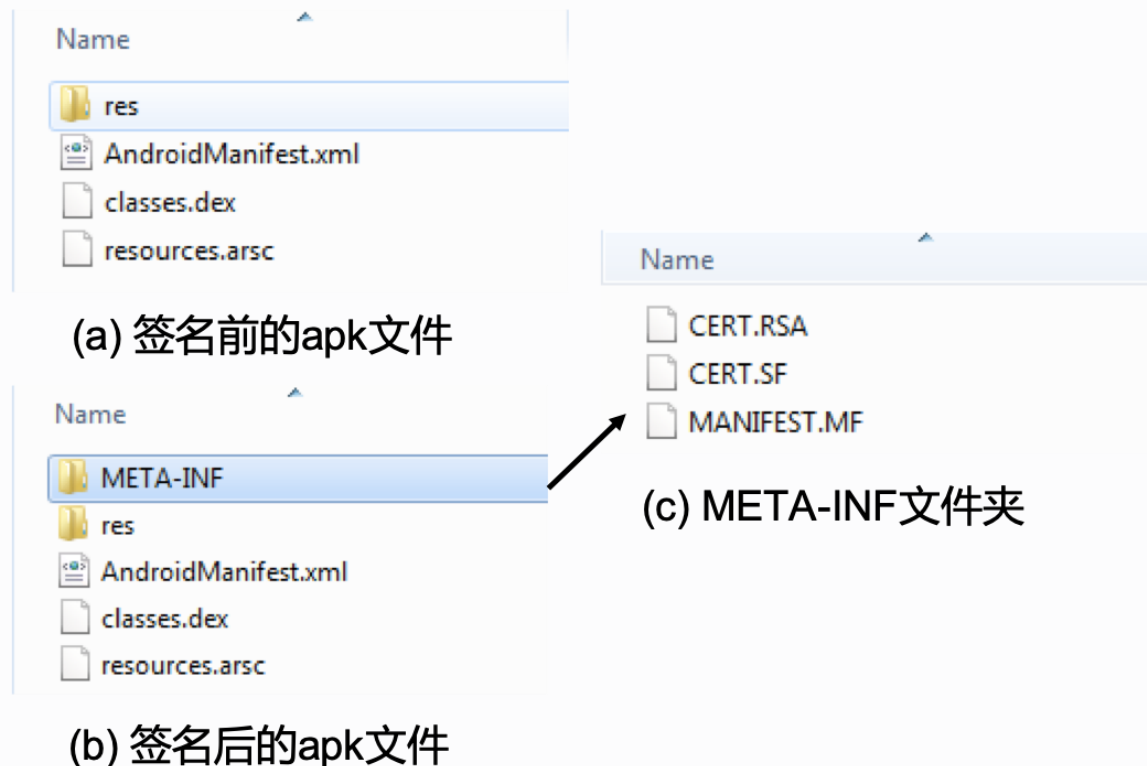 Name
res
AndroidManifest.xml
classes.dex
resources.arsc
(a) 签名前的apk文件
Name
META-INF
res
AndroidManifest.xml
classes.dex
resources.arsc
(b) 签名后的apk文件
Name
CERT.RSA
CERT.SF
MANIFEST.MF
(c) META-INF文件夹